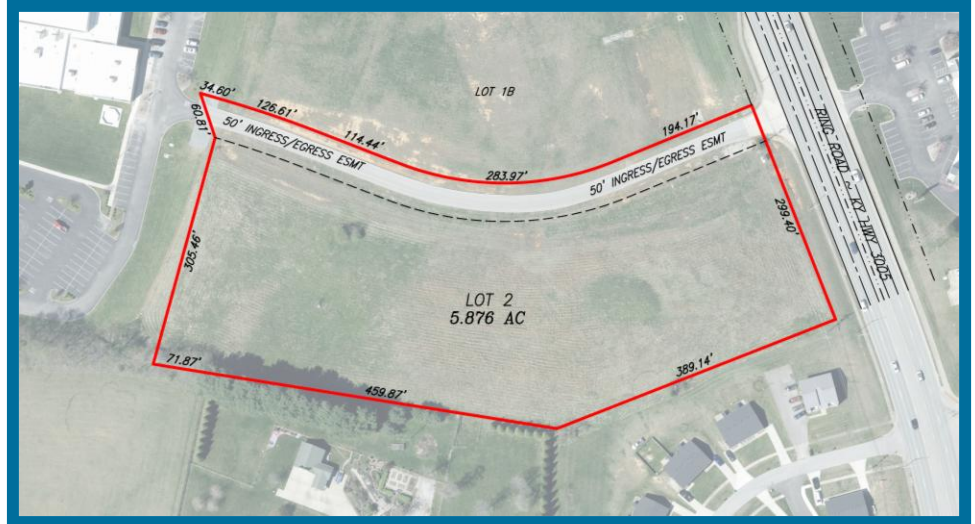 LOT 1B
34.60'
126.61'
60.81'
50' INGRESS/EGRESS ESMT
114.44'
283.97'
194.17'
50' INGRESS/EGRESS ESMT
RING ROAD
KY HWY 3005
299.40'
305.46'
LOT 2
5.876 AC
71.87'
459.87'
389.14'